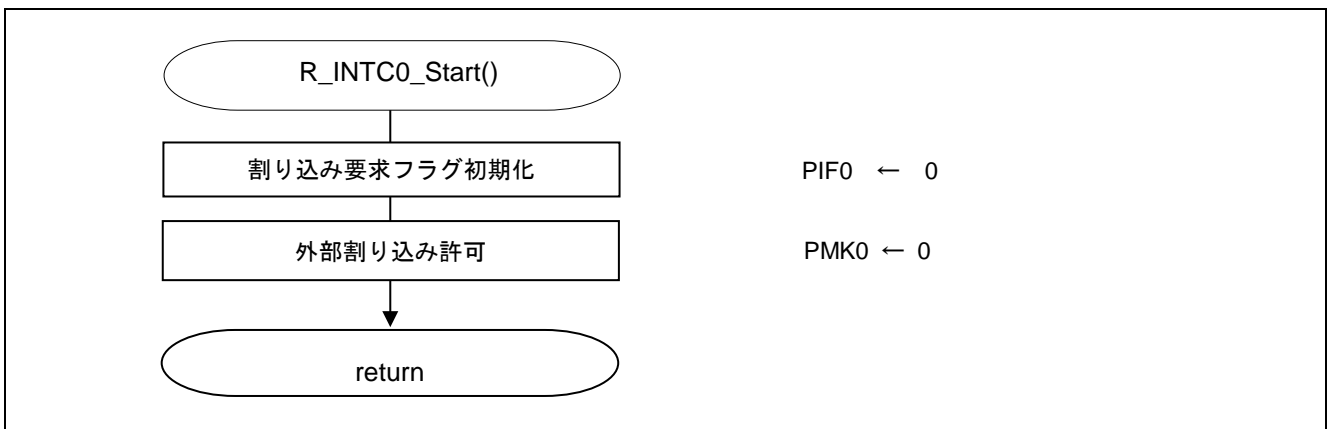 R_INTC0_Start()
割り込み要求フラグ初期化 PIF0 ← 0
外部割り込み許可 PMK0 ← 0
return